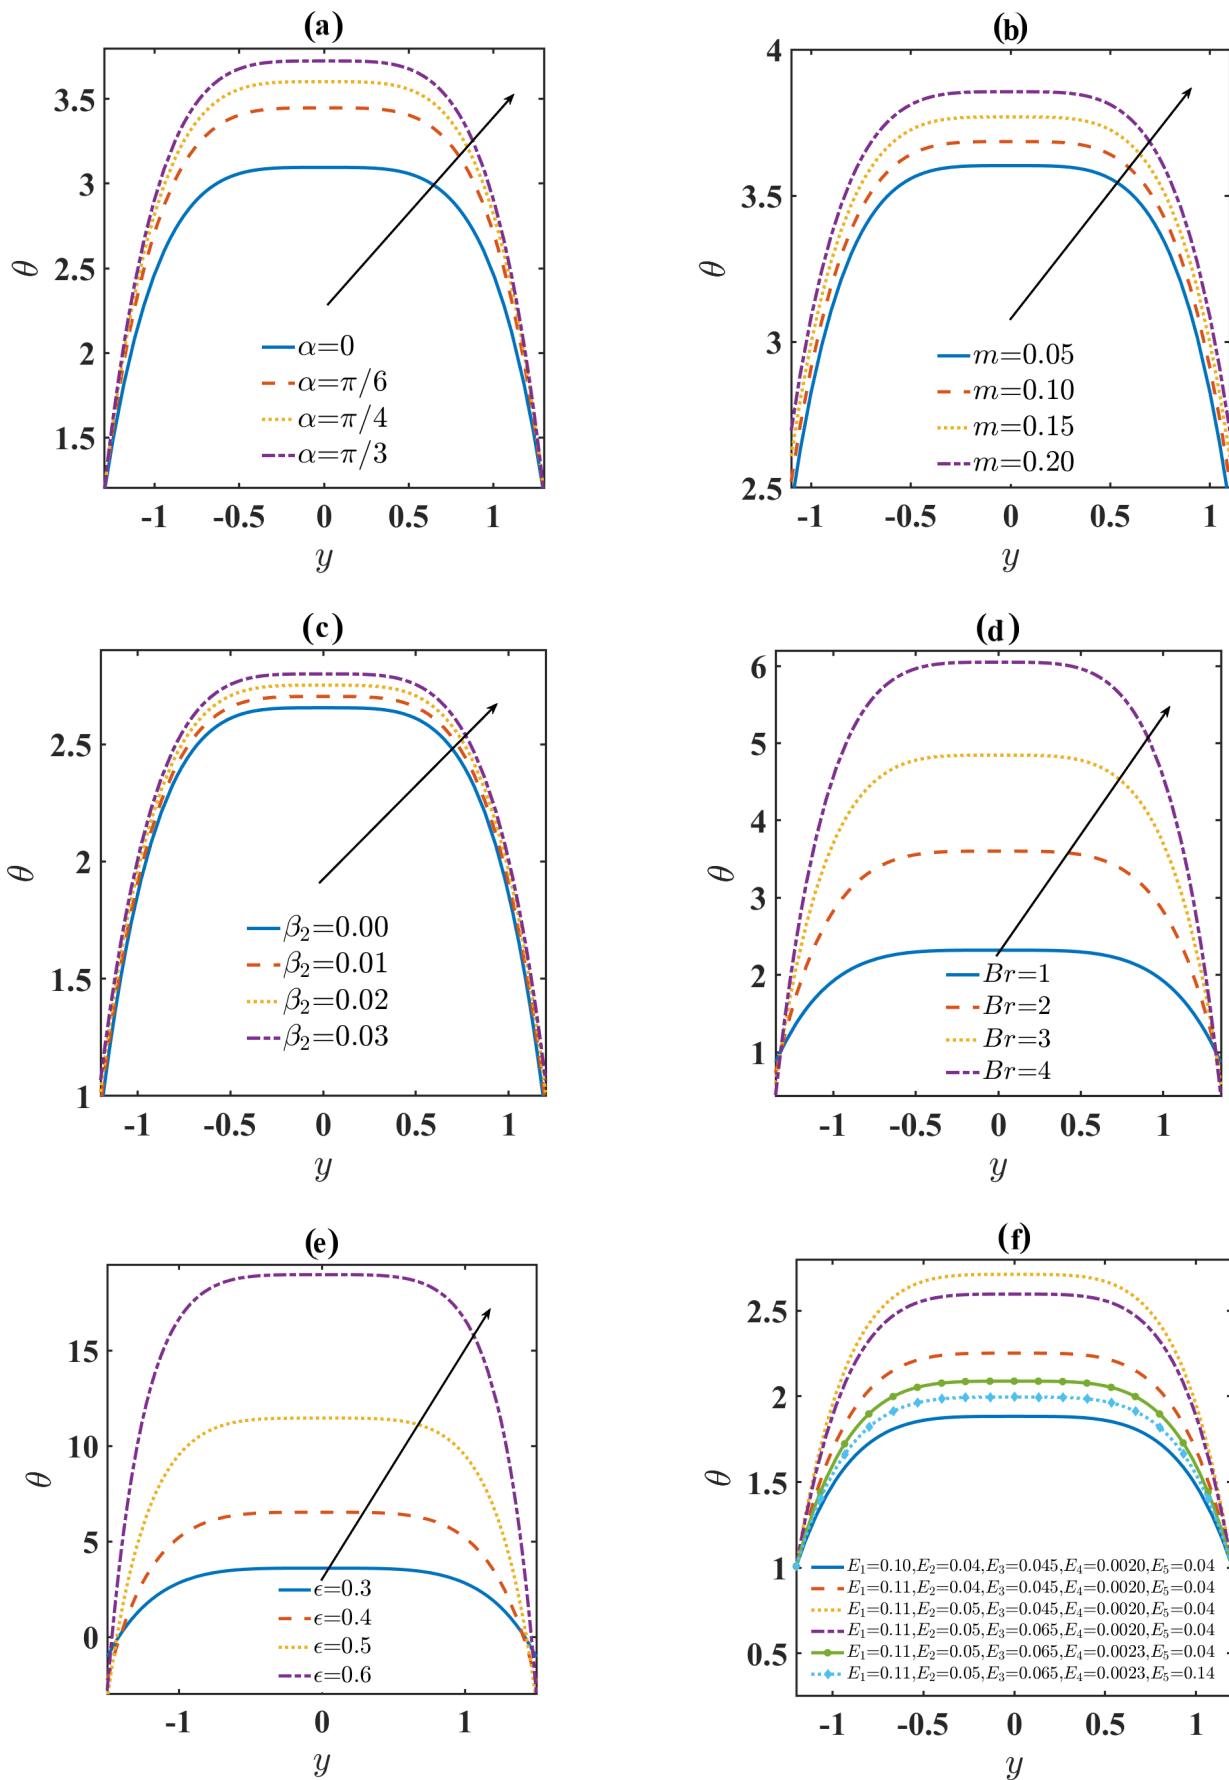 (a)
3.5
3
2.5
2
1.5
θ
α=0
α=π/6
α=π/4
α=π/3
-1 -0.5 0 0.5 1
y
(b)
4
3.5
3
2.5
θ
m=0.05
m=0.10
m=0.15
m=0.20
-1 -0.5 0 0.5 1
y
(c)
2.5
2
1.5
1
θ
β₂=0.00
β₂=0.01
β₂=0.02
β₂=0.03
-1 -0.5 0 0.5 1
y
(d)
6
5
4
3
2
1
θ
Br=1
Br=2
Br=3
Br=4
-1 -0.5 0 0.5 1
y
(e)
15
10
5
0
θ
ϵ=0.3
ϵ=0.4
ϵ=0.5
ϵ=0.6
-1 0 1
y
(f)
2.5
2
1.5
1
0.5
θ
E₁=0.10,E₂=0.04,E₃=0.045,E₄=0.0020,E₅=0.04
E₁=0.11,E₂=0.04,E₃=0.045,E₄=0.0020,E₅=0.04
E₁=0.11,E₂=0.05,E₃=0.045,E₄=0.0020,E₅=0.04
E₁=0.11,E₂=0.05,E₃=0.065,E₄=0.0020,E₅=0.04
E₁=0.11,E₂=0.05,E₃=0.065,E₄=0.0023,E₅=0.04
E₁=0.11,E₂=0.05,E₃=0.065,E₄=0.0023,E₅=0.14
-1 -0.5 0 0.5 1
y